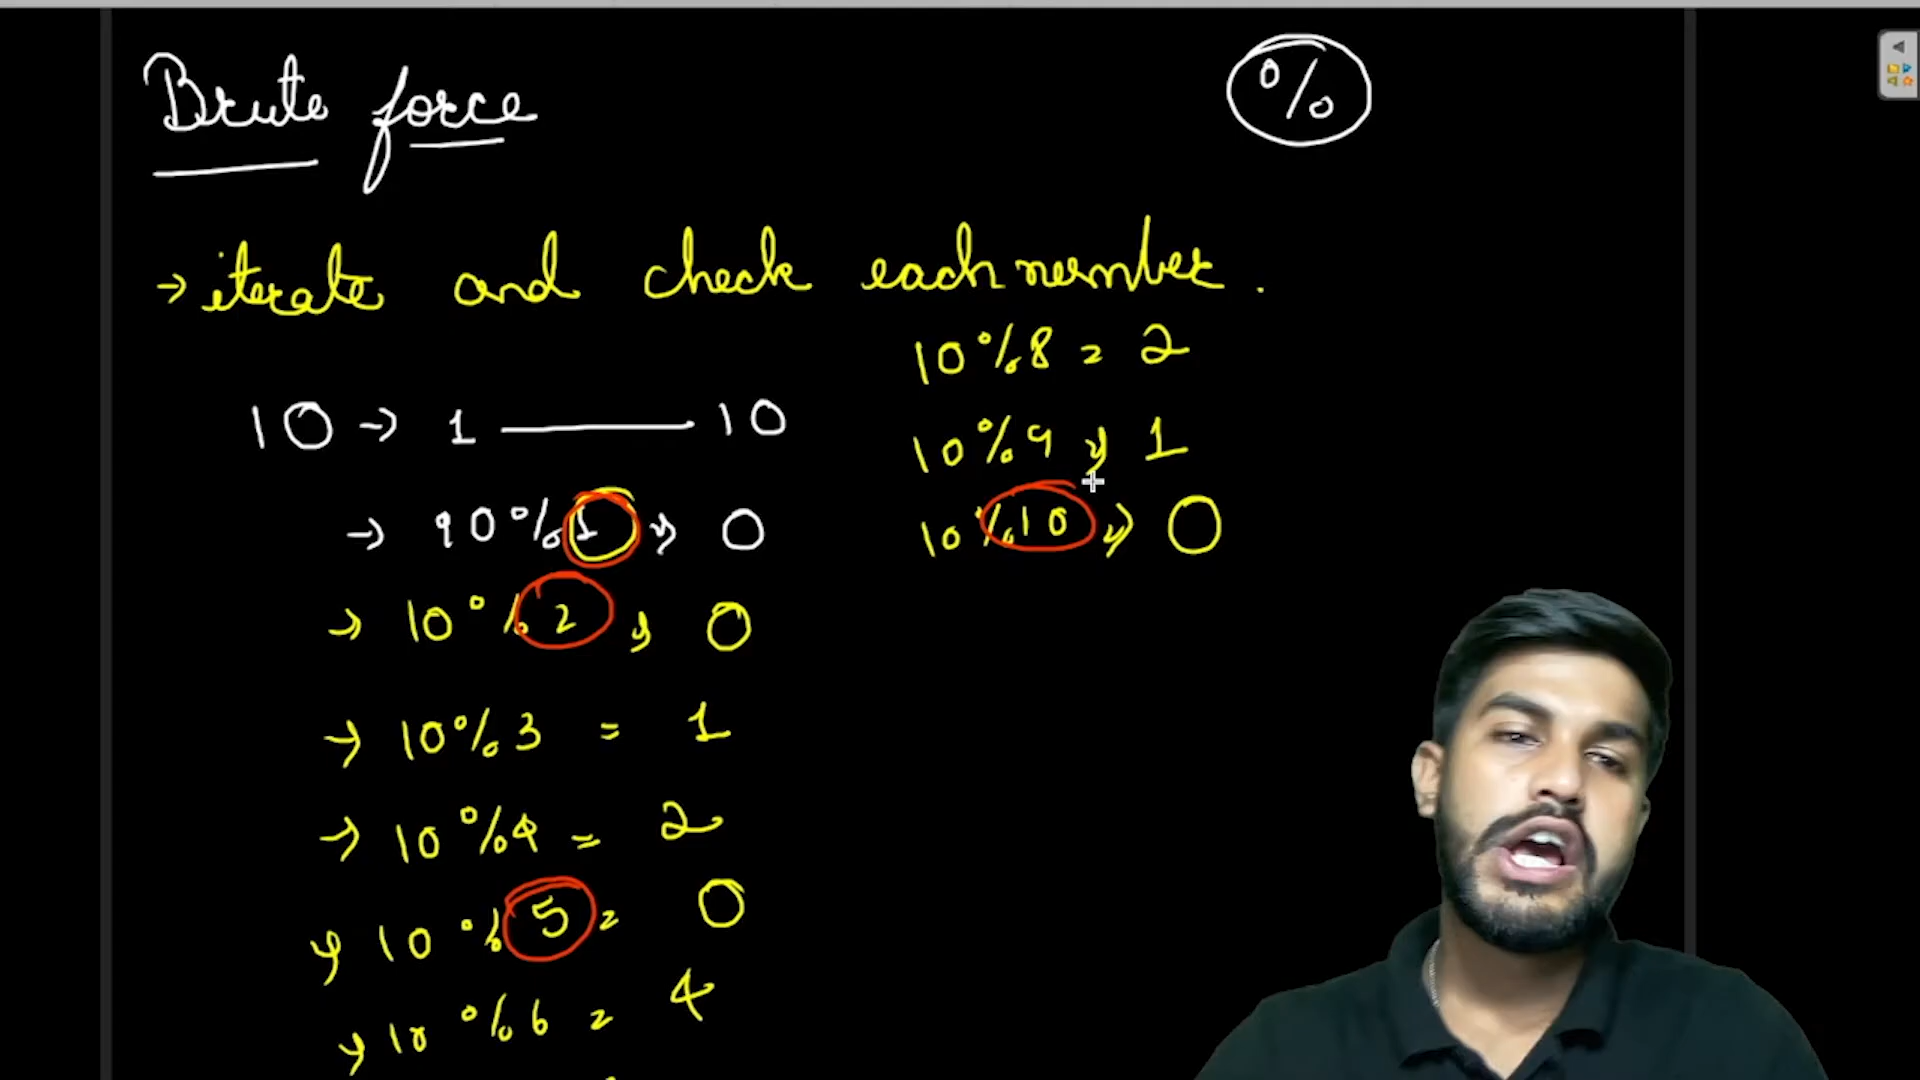 Brute force
%
→ iterate and check each number.
10 → 1 —— 10
→ 10%1 → 0
→ 10%2 → 0
→ 10%3 = 1
→ 10%4 = 2
→ 10%5 = 0
→ 10%6 = 4
10%8 = 2
10%9 → 1
10%10 → 0